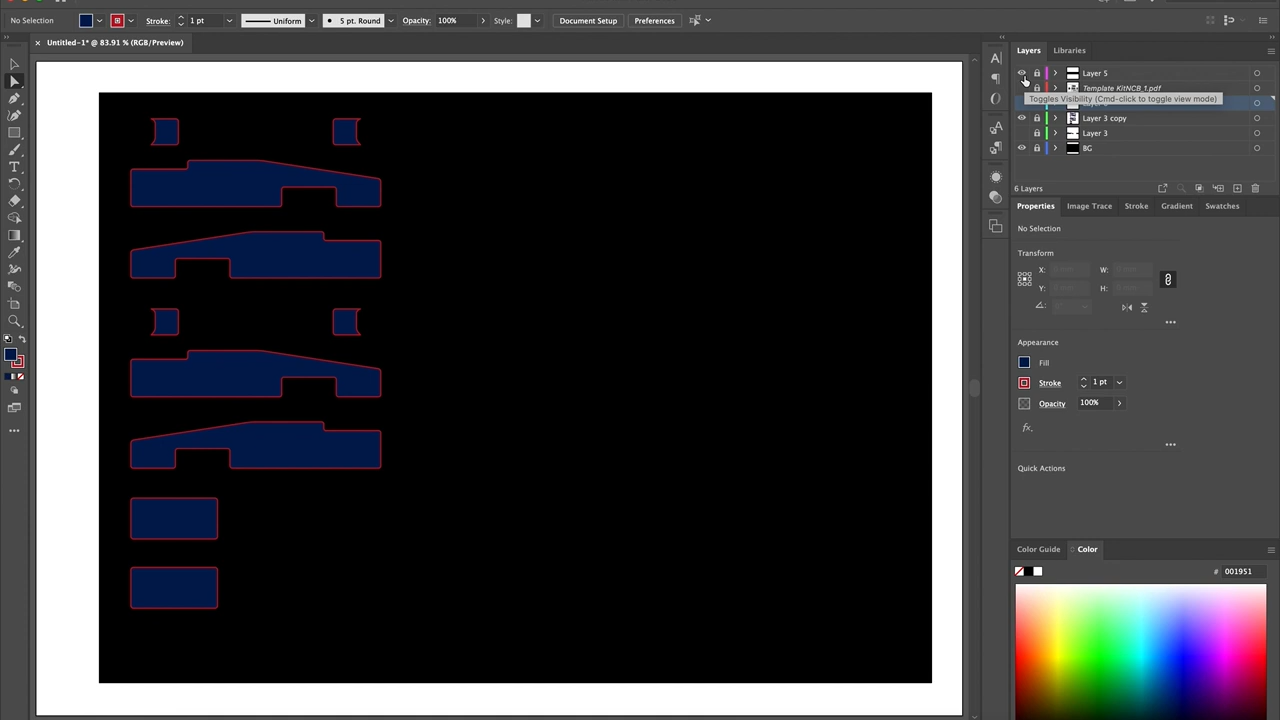 No Selection
Stroke:
1 pt
Uniform
5 pt. Round
Opacity:
100%
Style:
Document Setup
Preferences
Untitled-1* @ 83.91 % (RGB/Preview)
Layers
Libraries
Layer 5
Template KitNCB_1.pdf
Toggles Visibility (Cmd-click to toggle view mode)
Layer 3 copy
Layer 3
BG
6 Layers
Properties
Image Trace
Stroke
Gradient
Swatches
No Selection
Transform
X:
W:
Y:
H:
Appearance
Fill
Stroke
1 pt
Opacity
100%
fx
Quick Actions
Color Guide
Color
# 001951